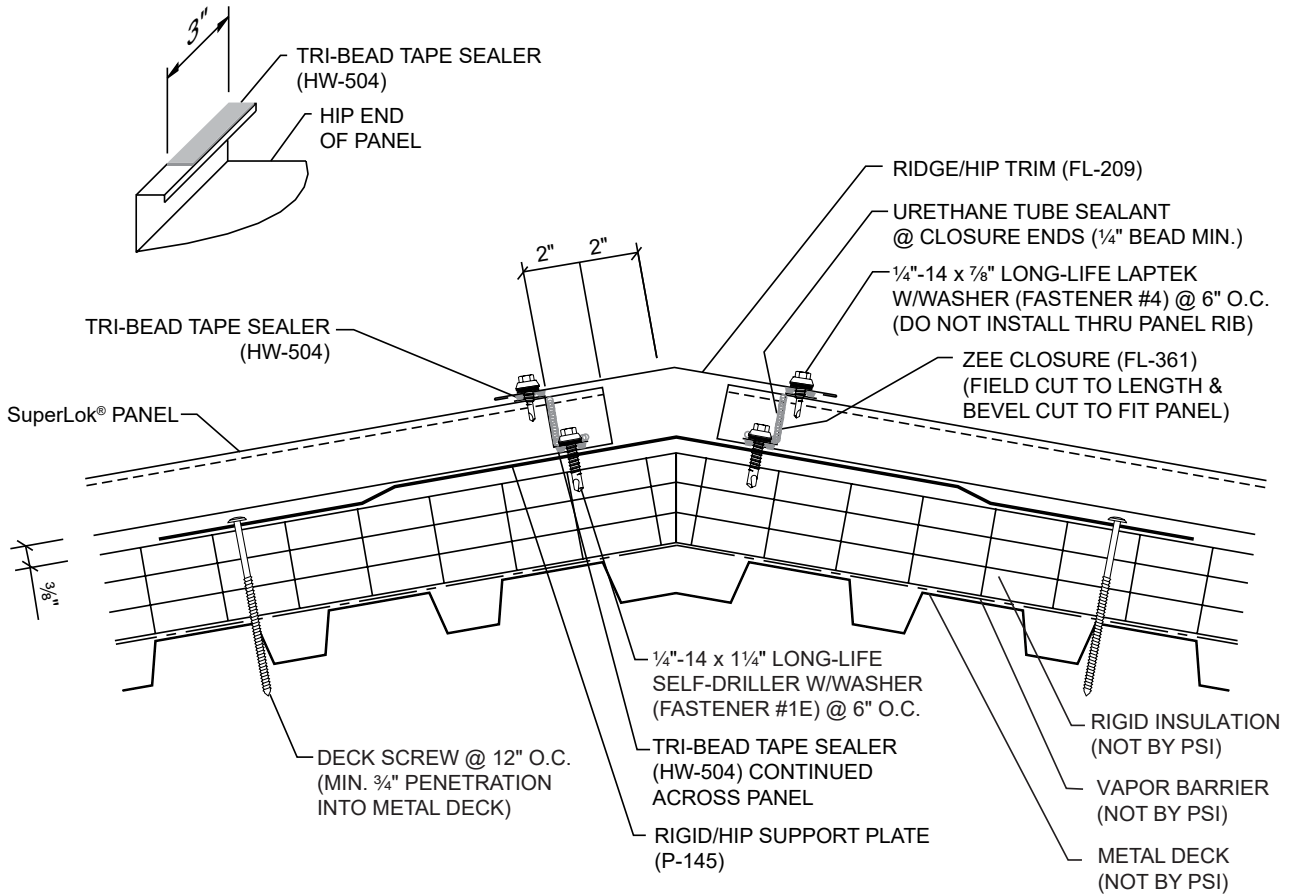 3"
TRI-BEAD TAPE SEALER
(HW-504)
HIP END
OF PANEL
RIDGE/HIP TRIM (FL-209)
URETHANE TUBE SEALANT
@ CLOSURE ENDS (¼" BEAD MIN.)
2" 2"
¼"-14 x ⅞" LONG-LIFE LAPTEK
W/WASHER (FASTENER #4) @ 6" O.C.
(DO NOT INSTALL THRU PANEL RIB)
TRI-BEAD TAPE SEALER
(HW-504)
ZEE CLOSURE (FL-361)
(FIELD CUT TO LENGTH &
BEVEL CUT TO FIT PANEL)
SuperLok® PANEL
⅜"
¼"-14 x 1¼" LONG-LIFE
SELF-DRILLER W/WASHER
(FASTENER #1E) @ 6" O.C.
DECK SCREW @ 12" O.C.
(MIN. ¾" PENETRATION
INTO METAL DECK)
TRI-BEAD TAPE SEALER
(HW-504) CONTINUED
ACROSS PANEL
RIGID/HIP SUPPORT PLATE
(P-145)
RIGID INSULATION
(NOT BY PSI)
VAPOR BARRIER
(NOT BY PSI)
METAL DECK
(NOT BY PSI)